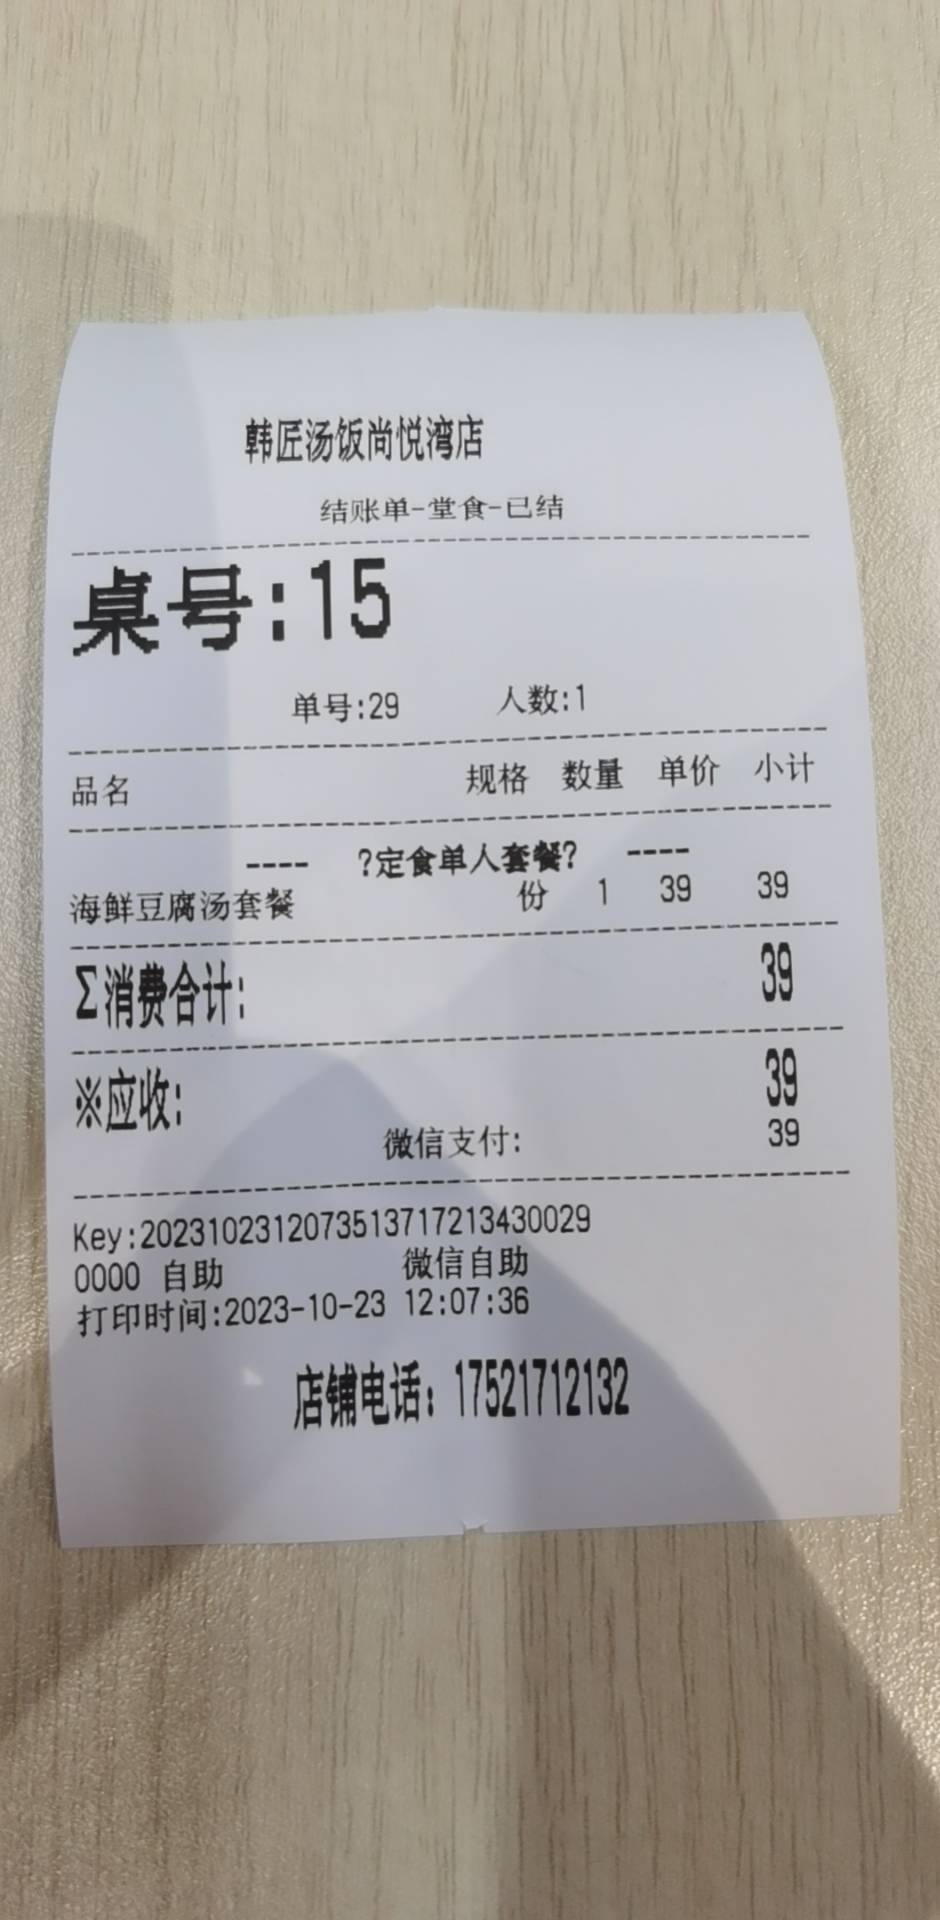 韩匠汤饭尚悦湾店
结账单-堂食-已结
桌号:15
单号:29 人数:1
品名 规格 数量 单价 小计
---- ?定食单人套餐? ----
海鲜豆腐汤套餐 份 1 39 39
Σ消费合计: 39
※应收: 39
微信支付: 39
Key:2023102312073513717213430029
0000 自助 微信自助
打印时间:2023-10-23 12:07:36
店铺电话: 17521712132